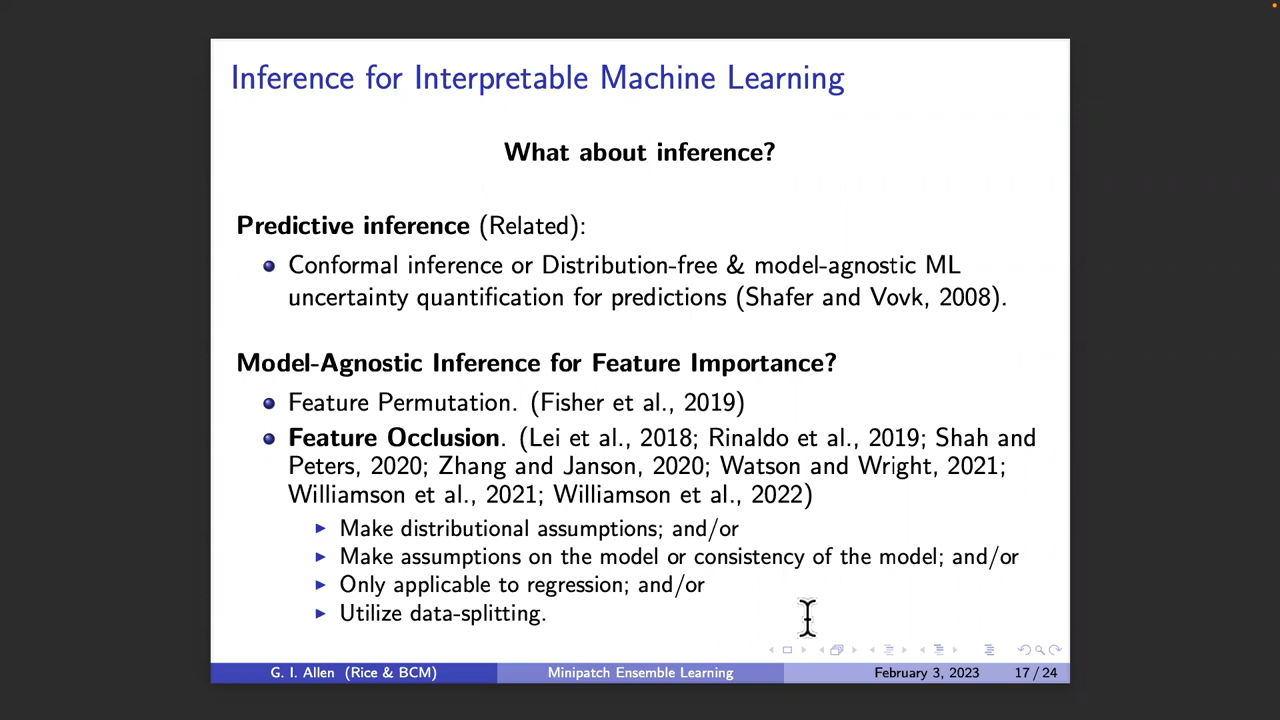 Inference for Interpretable Machine Learning
What about inference?
Predictive inference (Related):
Conformal inference or Distribution-free & model-agnostic ML
uncertainty quantification for predictions (Shafer and Vovk, 2008).
Model-Agnostic Inference for Feature Importance?
Feature Permutation. (Fisher et al., 2019)
Feature Occlusion. (Lei et al., 2018; Rinaldo et al., 2019; Shah and
Peters, 2020; Zhang and Janson, 2020; Watson and Wright, 2021;
Williamson et al., 2021; Williamson et al., 2022)
Make distributional assumptions; and/or
Make assumptions on the model or consistency of the model; and/or
Only applicable to regression; and/or
Utilize data-splitting.
G. I. Allen (Rice & BCM) Minipatch Ensemble Learning February 3, 2023 17 / 24